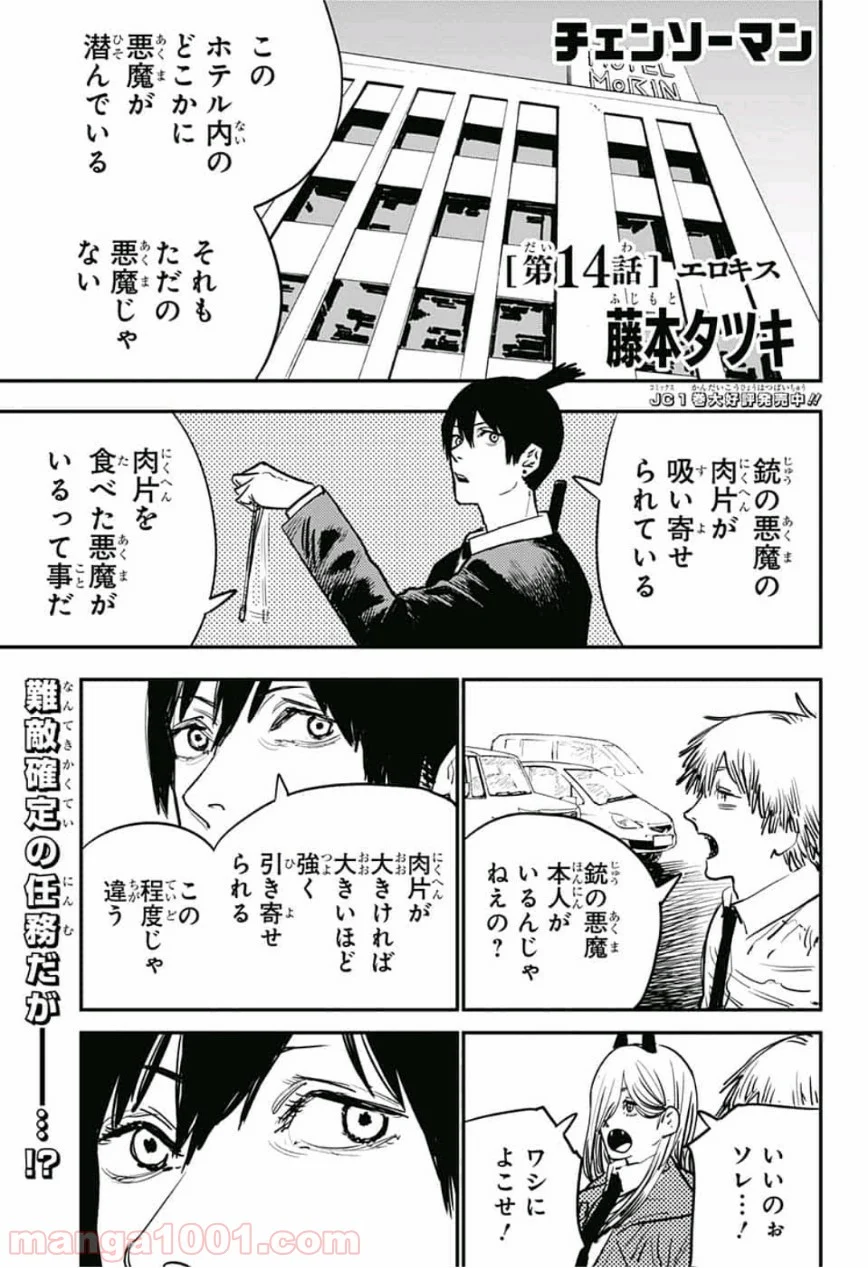 チェンソーマン
HOTEL
MORIN
この
ホテル内の
どこかに
悪魔が
潜んでいる
それも
ただの
悪魔じゃ
ない
[第14話] エロキス
藤本タツキ
JC1巻大好評発売中!!
銃の悪魔の
肉片が
吸い寄せ
られている
肉片を
食べた悪魔が
いるって事だ
銃の悪魔
本人が
いるんじゃ
ねえの?
肉片が
大きければ
大きいほど
強く
引き寄せ
られる
この
程度じゃ
違う
難敵確定の任務だが――…!?
いいのぉ
ソレ…!
ワシに
よこせ!
manga1001.com